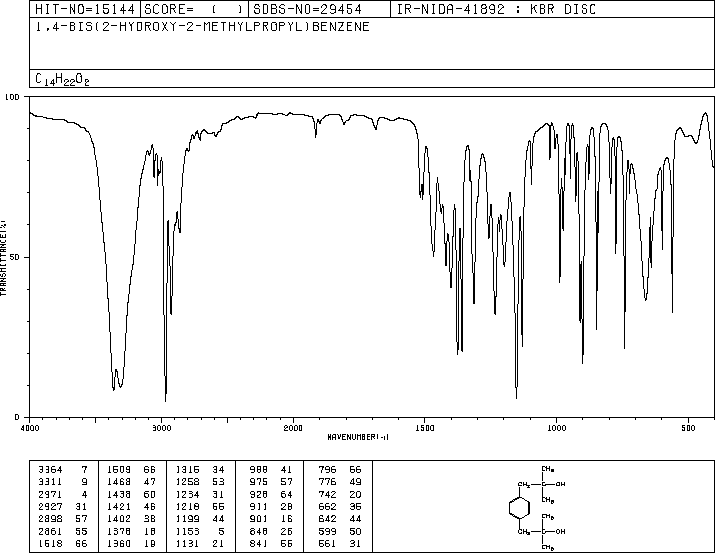 HIT-NO=15144 SCORE= ( ) SDBS-NO=29454 IR-NIDA-41892 : KBR DISC
1,4-BIS(2-HYDROXY-2-METHYLPROPYL)BENZENE
C14H22O2
100
50
0
TRANSMITTANCE(%)
4000 3000 2000 1500 1000 500
WAVENUMBER(-1)
3364 7 1509 66 1316 34 988 41 796 66
3311 9 1468 47 1258 53 975 57 776 49
2971 4 1438 60 1234 31 928 64 742 20
2927 31 1421 46 1218 55 911 28 662 35
2898 57 1402 38 1199 44 901 16 642 44
2861 55 1378 18 1153 5 848 26 599 50
1518 66 1360 19 1131 21 841 55 561 31
CH3
CH2 C OH
CH3
CH3
CH2 C OH
CH3